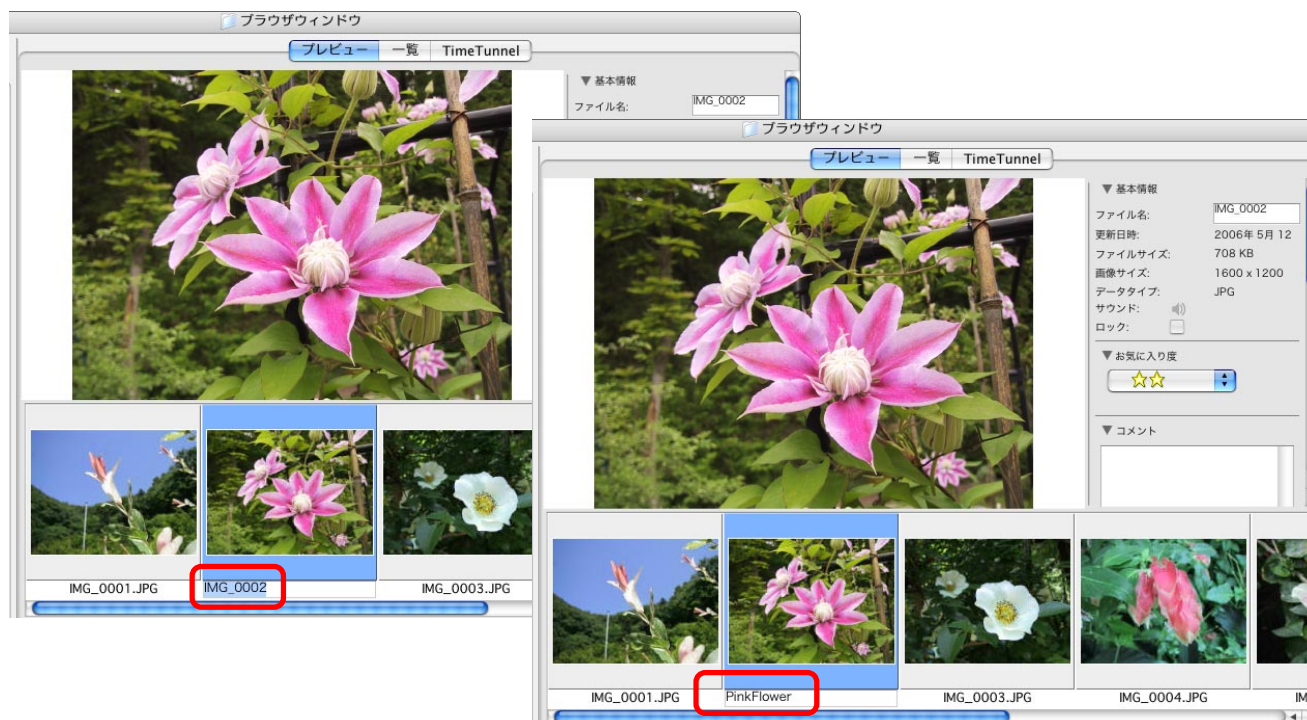 ブラウザウィンドウ
プレビュー 一覧 TimeTunnel
▼ 基本情報
ファイル名: IMG_0002
IMG_0001.JPG IMG_0002 IMG_0003.JPG
ブラウザウィンドウ
プレビュー 一覧 TimeTunnel
▼ 基本情報
ファイル名: IMG_0002
更新日時: 2006年 5月 12
ファイルサイズ: 708 KB
画像サイズ: 1600 x 1200
データタイプ: JPG
サウンド:
ロック:
▼ お気に入り度
▼ コメント
IMG_0001.JPG PinkFlower IMG_0003.JPG IMG_0004.JPG IM